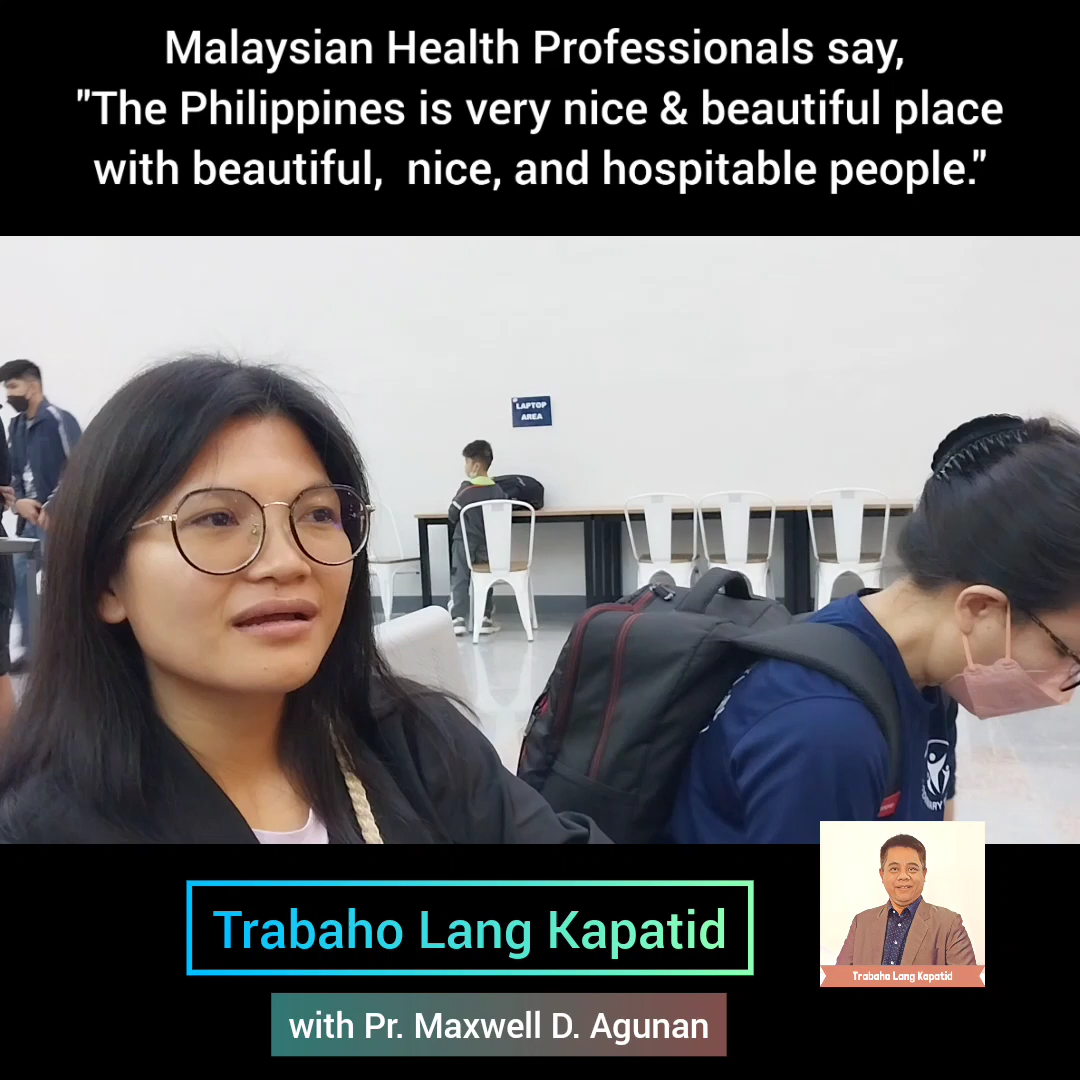 Malaysian Health Professionals say,
"The Philippines is very nice & beautiful place
with beautiful,  nice, and hospitable people."
LAPTOP
AREA
Trabaho Lang Kapatid
Trabaho Lang Kapatid
with Pr. Maxwell D. Agunan